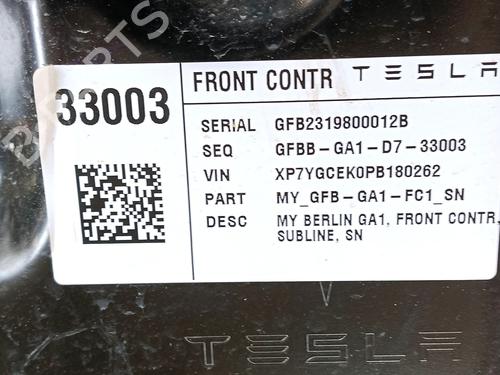 33003
FRONT CONTR TESLA
SERIAL GFB2319800012B
SEQ GFBB-GA1-D7-33003
VIN XP7YGCEK0PB180262
PART MY_GFB-GA1-FC1_SN
DESC MY BERLIN GA1, FRONT CONTR,
SUBLINE, SN
TESLA